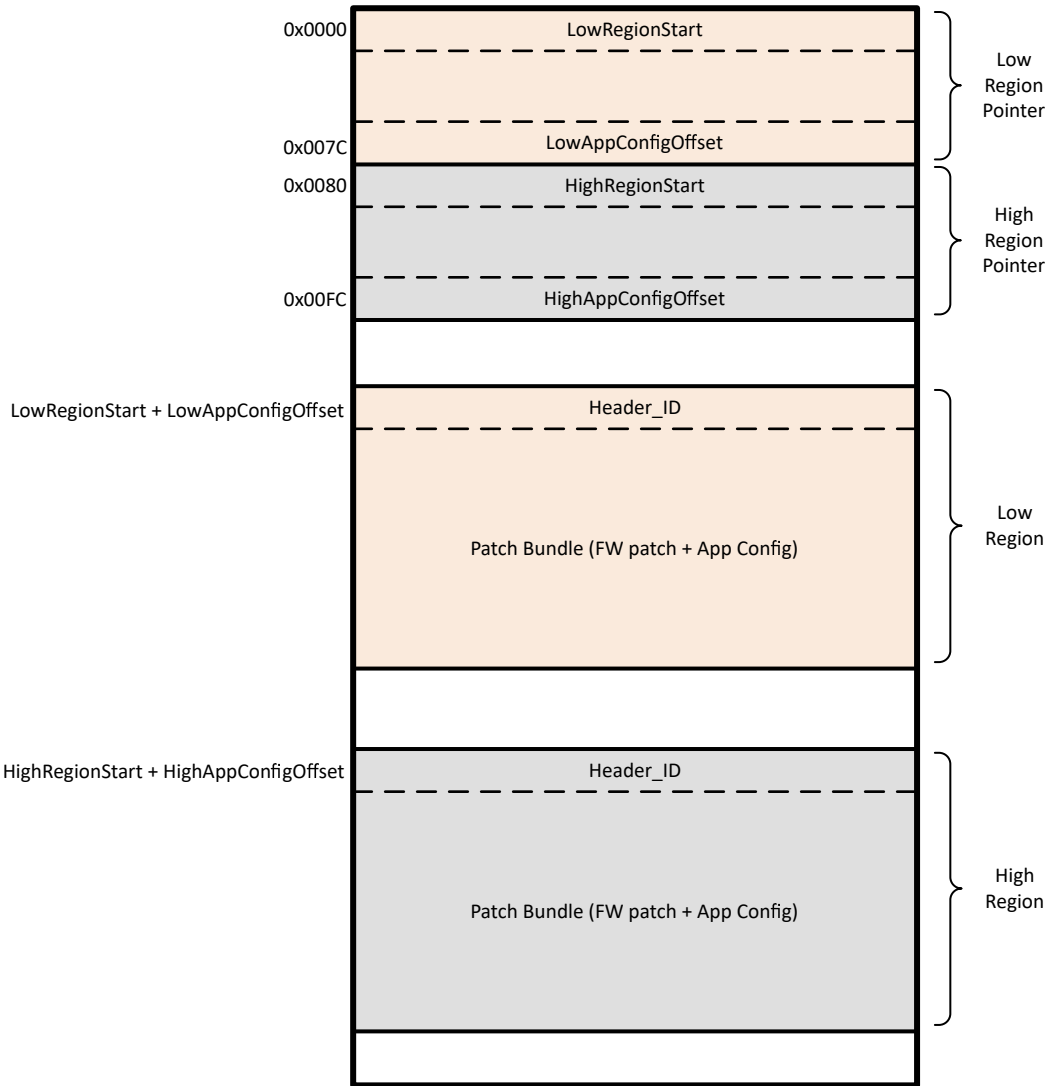 0x0000
LowRegionStart
Low
Region
Pointer
0x007C
LowAppConfigOffset
0x0080
HighRegionStart
High
Region
Pointer
0x00FC
HighAppConfigOffset
LowRegionStart + LowAppConfigOffset
Header_ID
Low
Region
Patch Bundle (FW patch + App Config)
HighRegionStart + HighAppConfigOffset
Header_ID
High
Region
Patch Bundle (FW patch + App Config)